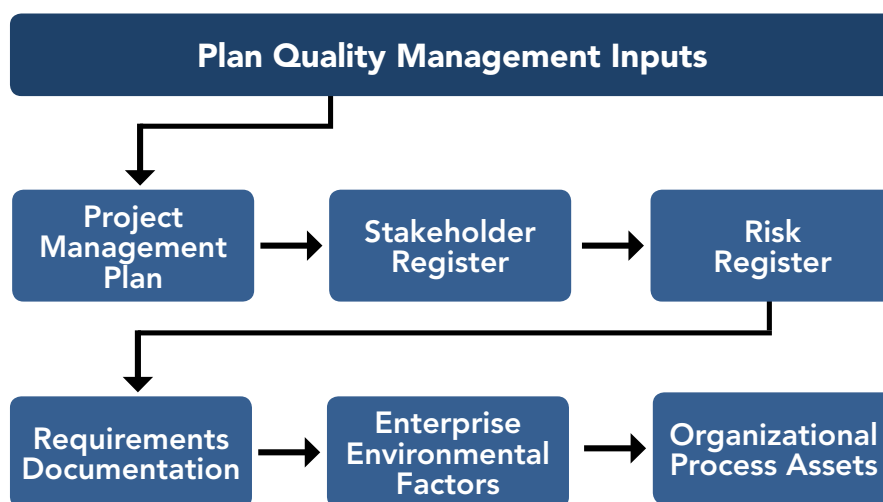 Plan Quality Management Inputs
Project
Management
Plan
Stakeholder
Register
Risk
Register
Requirements
Documentation
Enterprise
Environmental
Factors
Organizational
Process Assets